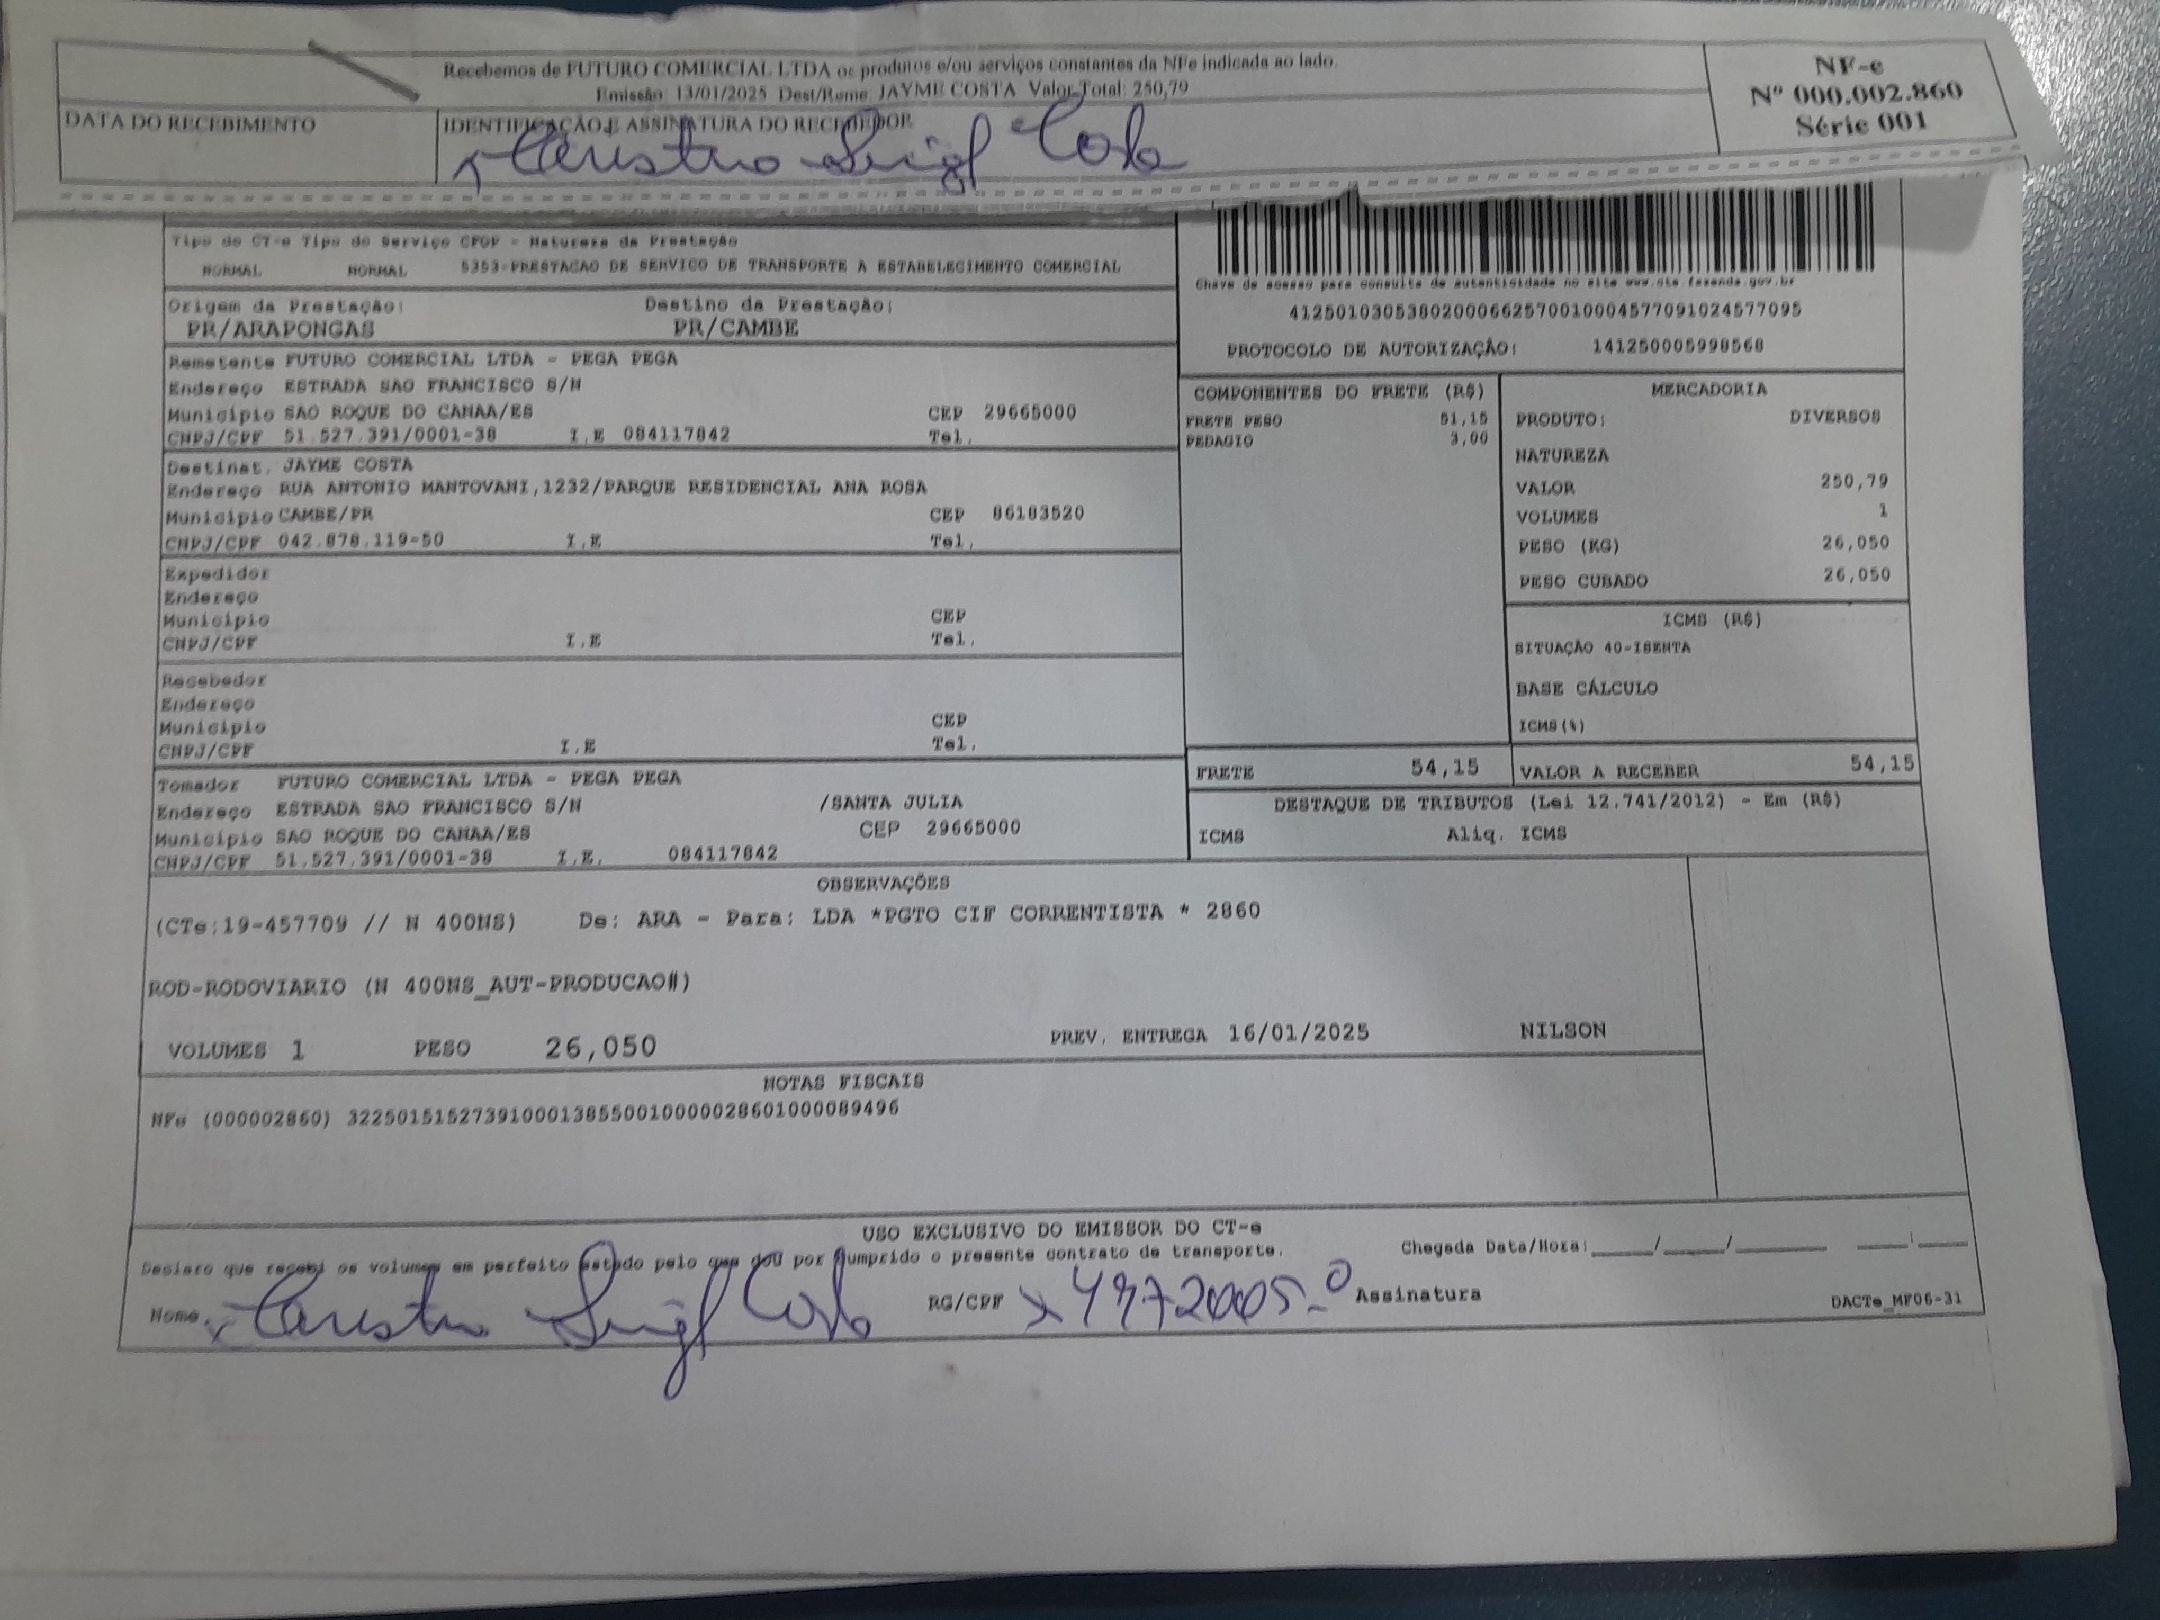 Recebemos de FUTURO COMERCIAL LTDA os produtos e/ou serviços constantes da NFe indicada ao lado.
Emissão: 13/01/2025 Dest/Reme: JAYME COSTA Valor Total: 250,79
NF-e
Nº 000.002.860
Série 001
DATA DO RECEBIMENTO
IDENTIFICAÇÃO E ASSINATURA DO RECEBEDOR
Costa
Tipo do CT-e Tipo do Serviço CFOP - Natureza da Prestação
NORMAL NORMAL 5353-PRESTACAO DE SERVICO DE TRANSPORTE A ESTABELECIMENTO COMERCIAL
Chave de acesso para consulta de autenticidade no site www.cte.fazenda.gov.br
41250103053802000662570010004577091024577095
PROTOCOLO DE AUTORIZAÇÃO: 141250005998568
Origem da Prestação: Destino da Prestação:
PR/ARAPONGAS PR/CAMBE
Remetente FUTURO COMERCIAL LTDA - PEGA PEGA
Endereço ESTRADA SAO FRANCISCO S/N
Município SAO ROQUE DO CANAA/ES CEP 29665000
CNPJ/CPF 51.527.391/0001-38 I.E 084117842 Tel.
Destinat. JAYME COSTA
Endereço RUA ANTONIO MANTOVANI,1232/PARQUE RESIDENCIAL ANA ROSA
Município CAMBE/PR CEP 86183520
CNPJ/CPF 042.878.119-50 I.E Tel.
Expedidor
Endereço
Município CEP
CNPJ/CPF I.E Tel.
Recebedor
Endereço
Município CEP
CNPJ/CPF I.E Tel.
Tomador FUTURO COMERCIAL LTDA - PEGA PEGA
Endereço ESTRADA SAO FRANCISCO S/N /SANTA JULIA
Município SAO ROQUE DO CANAA/ES CEP 29665000
CNPJ/CPF 51.527.391/0001-38 I.E. 084117842
COMPONENTES DO FRETE (R$)
FRETE PESO 51,15
PEDAGIO 3,00
MERCADORIA
PRODUTO: DIVERSOS
NATUREZA
VALOR 250,79
VOLUMES 1
PESO (KG) 26,050
PESO CUBADO 26,050
ICMS (R$)
SITUAÇÃO 40-ISENTA
BASE CÁLCULO
ICMS(%)
FRETE 54,15 VALOR A RECEBER 54,15
DESTAQUE DE TRIBUTOS (Lei 12.741/2012) - Em (R$)
ICMS Aliq. ICMS
OBSERVAÇÕES
(CTe:19-457709 // N 400NS) De: ARA - Para: LDA *PGTO CIF CORRENTISTA * 2860
ROD-RODOVIARIO (N 400NS_AUT-PRODUCAO#)
VOLUMES 1 PESO 26,050 PREV. ENTREGA 16/01/2025 NILSON
NOTAS FISCAIS
NFe (000002860) 32250151527391000138550010000028601000089496
USO EXCLUSIVO DO EMISSOR DO CT-e
Declaro que recebi os volumes em perfeito estado pelo que dou por cumprido o presente contrato de transporte.
Chegada Data/Hora: ____/____/______ ___:___
Nome Costa RG/CPF Assinatura
DACTe_MF06-31